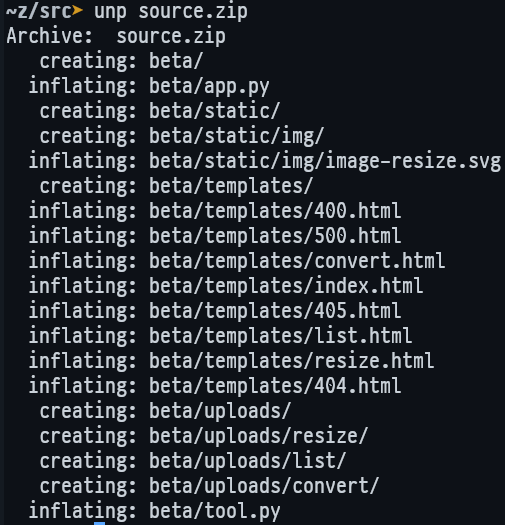 ~z/src➤ unp source.zip
Archive:  source.zip
   creating: beta/
  inflating: beta/app.py
   creating: beta/static/
   creating: beta/static/img/
  inflating: beta/static/img/image-resize.svg
   creating: beta/templates/
  inflating: beta/templates/400.html
  inflating: beta/templates/500.html
  inflating: beta/templates/convert.html
  inflating: beta/templates/index.html
  inflating: beta/templates/405.html
  inflating: beta/templates/list.html
  inflating: beta/templates/resize.html
  inflating: beta/templates/404.html
   creating: beta/uploads/
   creating: beta/uploads/resize/
   creating: beta/uploads/list/
   creating: beta/uploads/convert/
  inflating: beta/tool.py